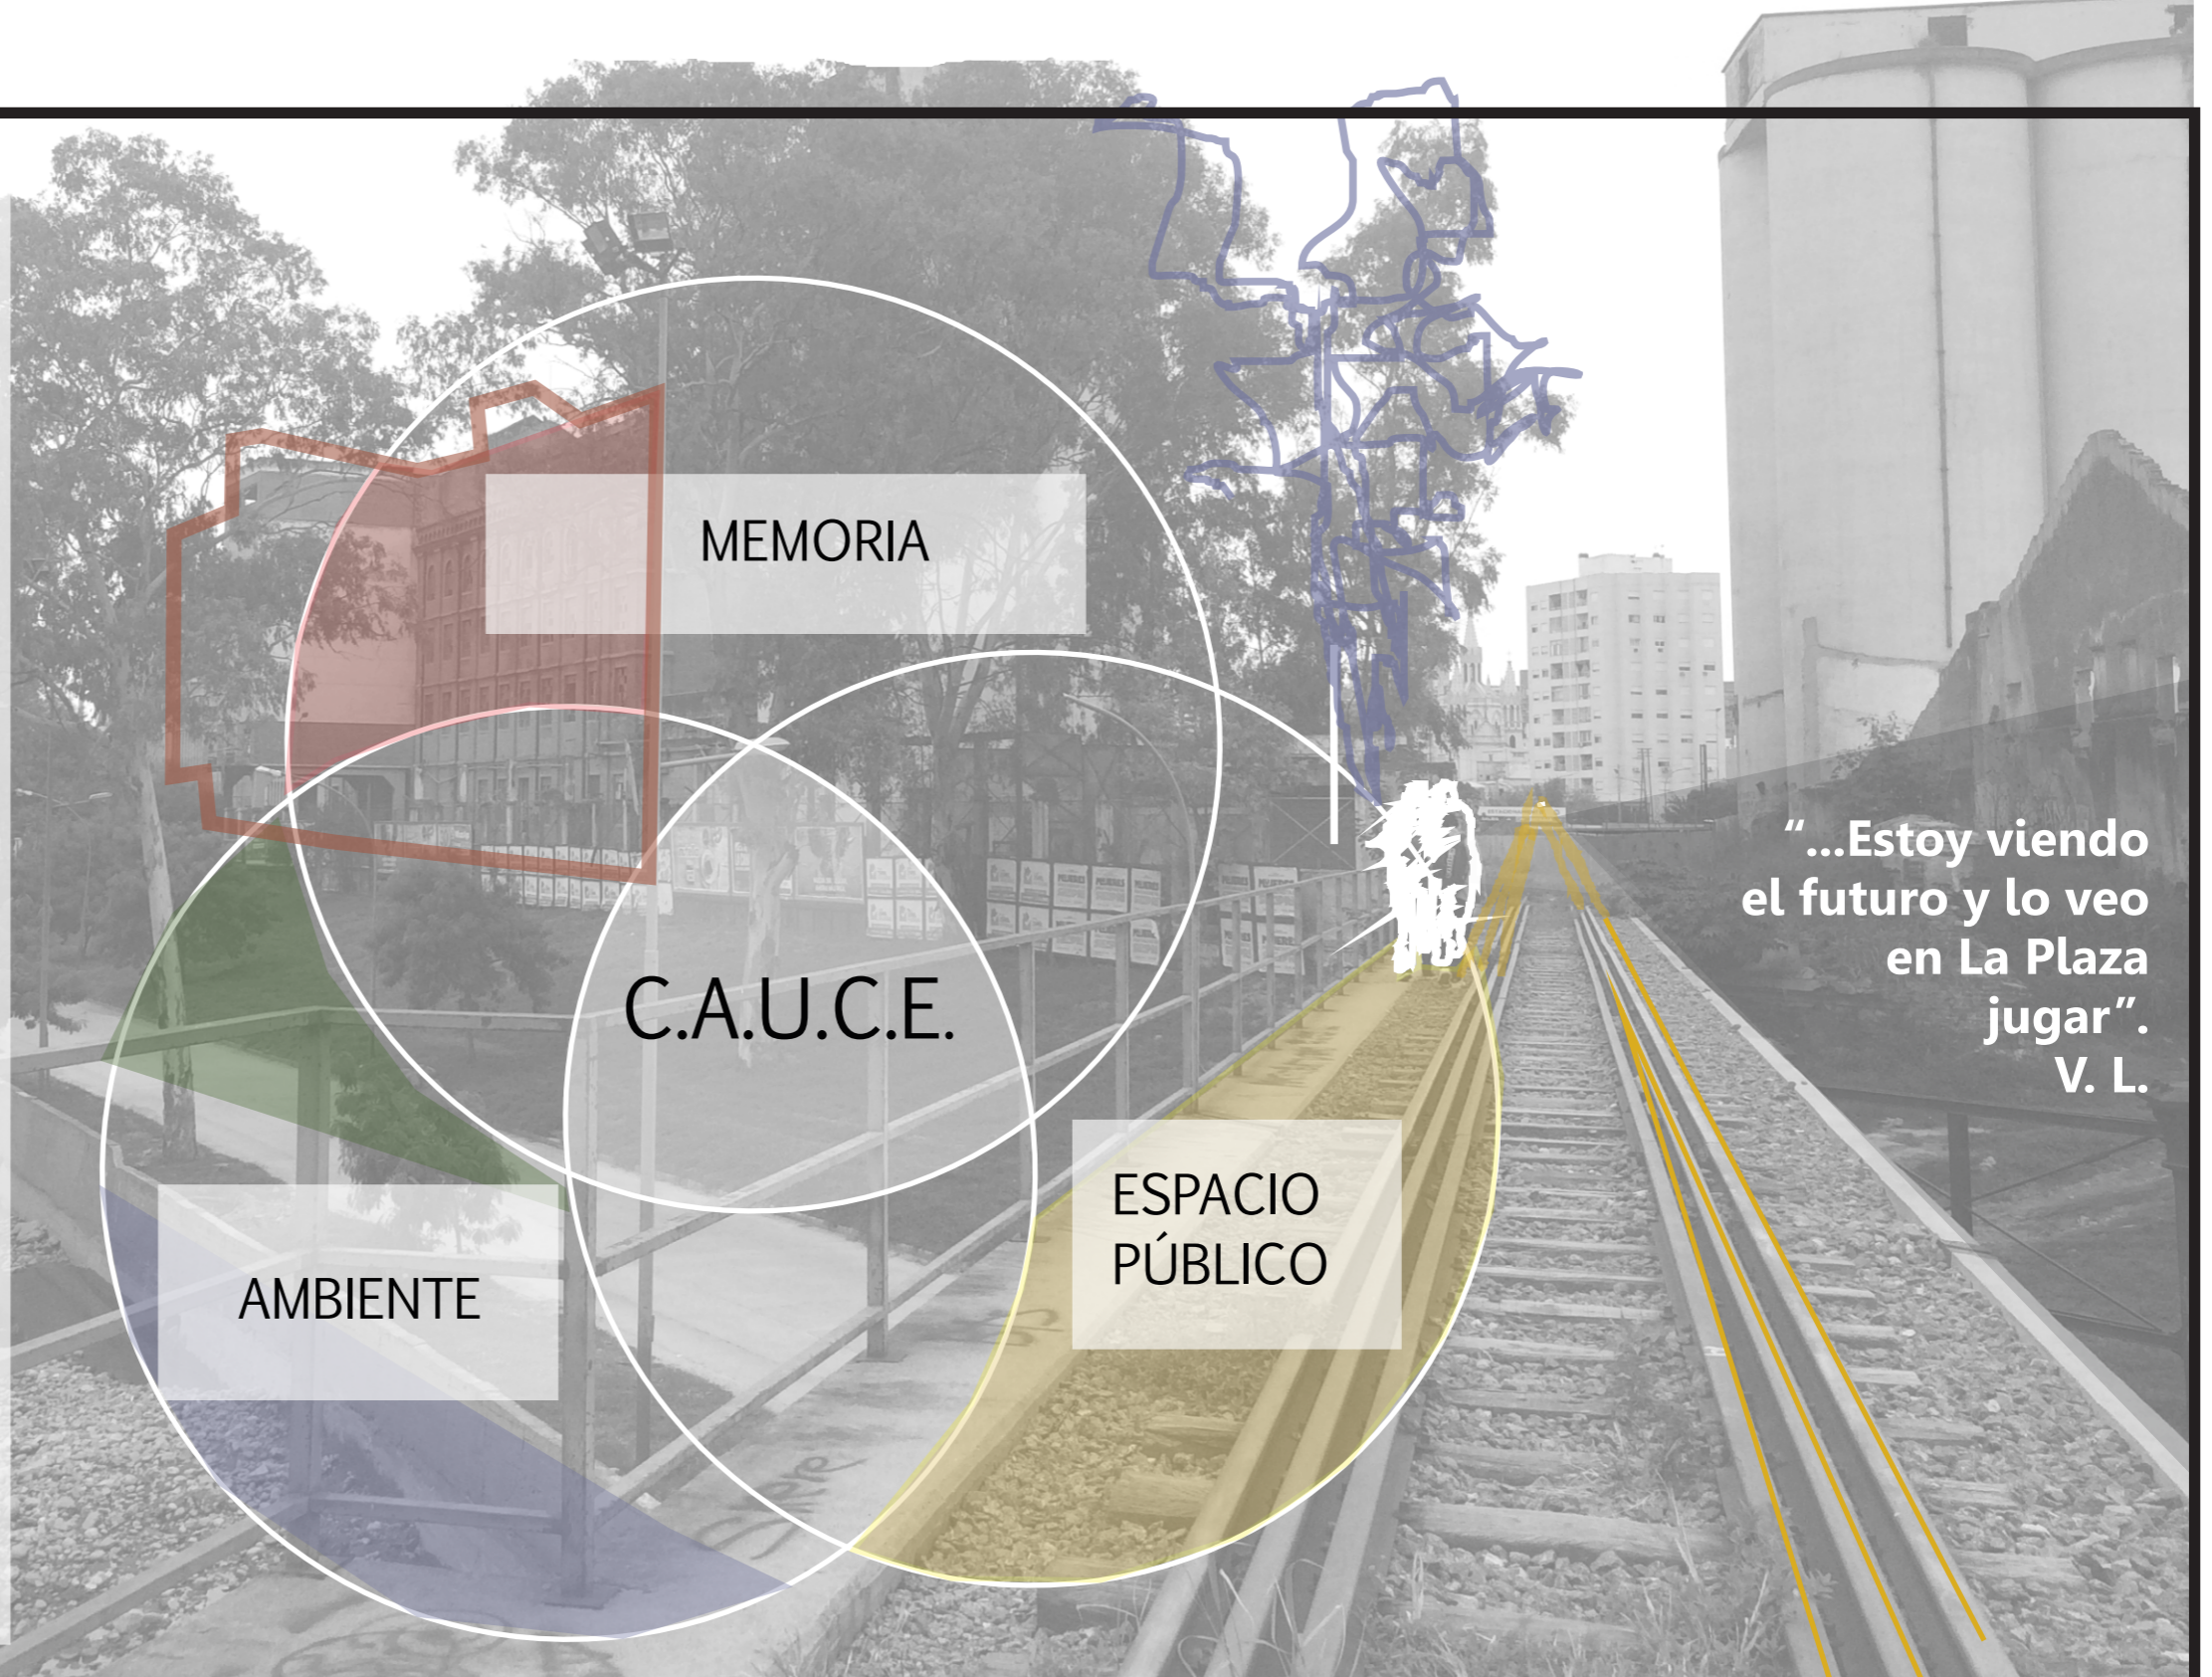 MEMORIA
C.A.U.C.E.
AMBIENTE
ESPACIO
PÚBLICO
“...Estoy viendo
el futuro y lo veo
en La Plaza
jugar”.
V. L.